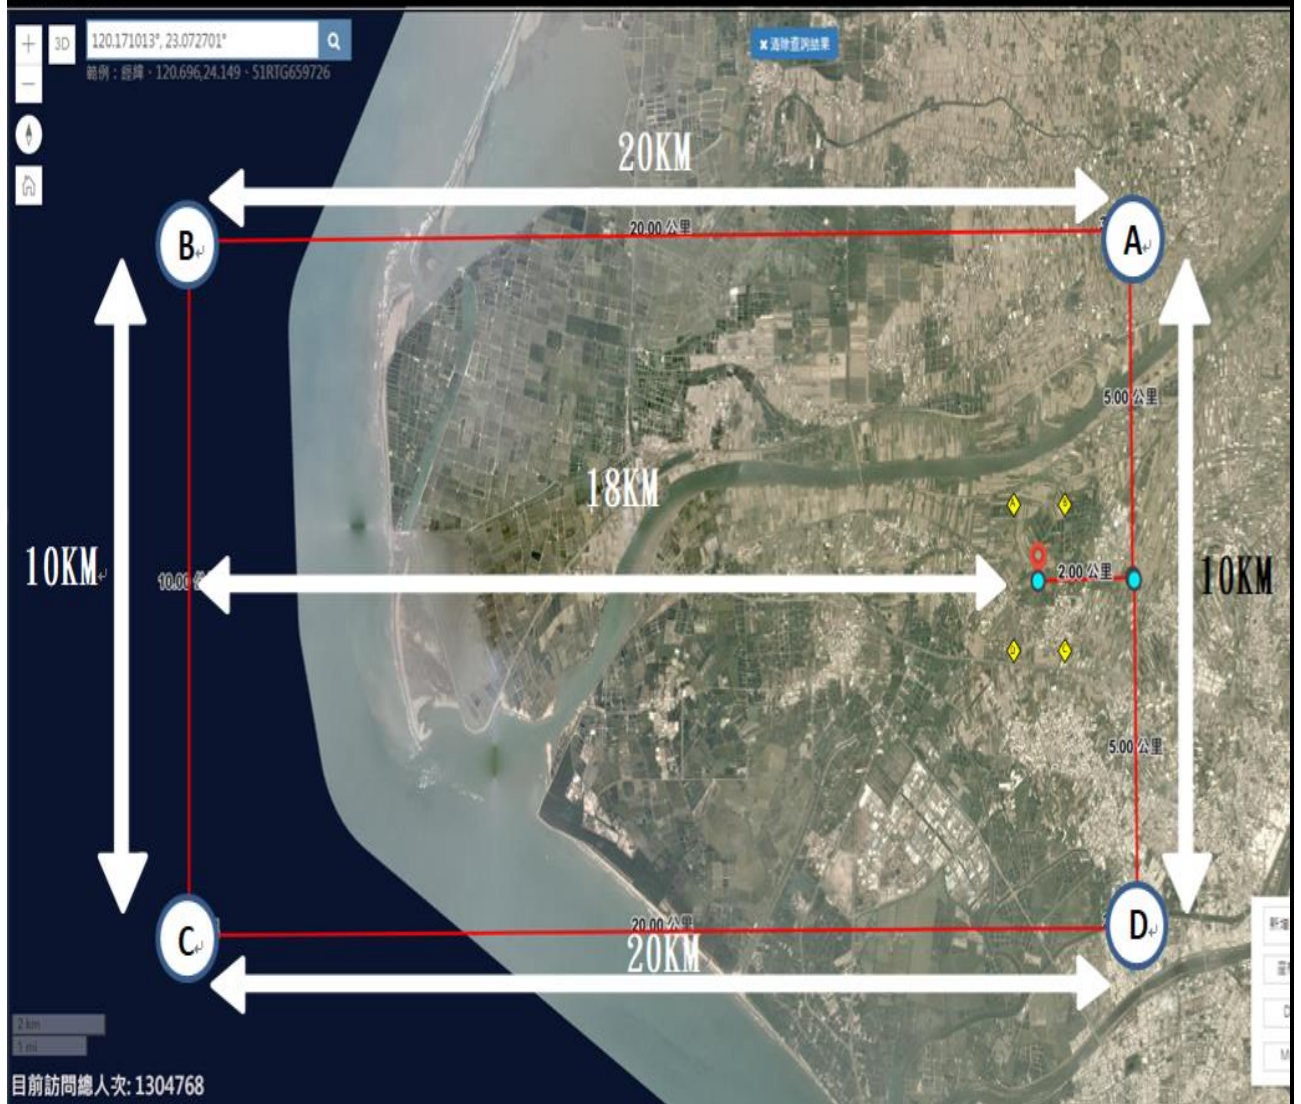 3D
120.171013°, 23.072701°
範例：經緯、120.696,24.149、51RTG659726
✖ 清除查詢結果
20KM
20.00 公里
B
A
5.00 公里
18KM
A
B
10KM
10.00
2.00 公里
10KM
D
C
5.00 公里
C
20.00 公里
20KM
D
2 km
1 mi
目前訪問總人次: 1304768